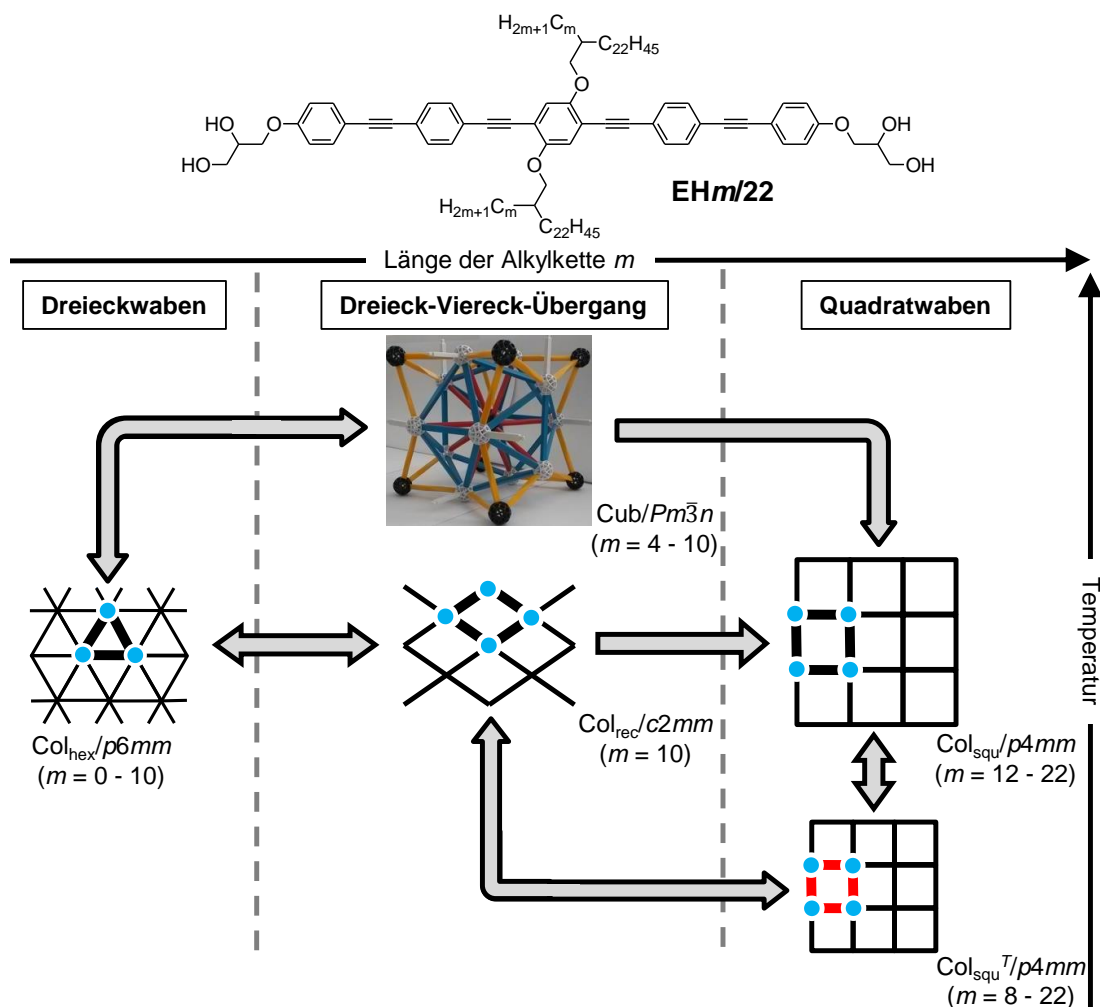 H2m+1Cm
C22H45
O
HO
HO
O
O
OH
OH
O
H2m+1Cm
C22H45
EHm/22
Länge der Alkylkette m
Dreieckwaben
Dreieck-Viereck-Übergang
Quadratwaben
Cub/Pm3̅n
(m = 4 - 10)
Temperatur
Colhex/p6mm
(m = 0 - 10)
Colrec/c2mm
(m = 10)
Colsqu/p4mm
(m = 12 - 22)
ColsquT/p4mm
(m = 8 - 22)